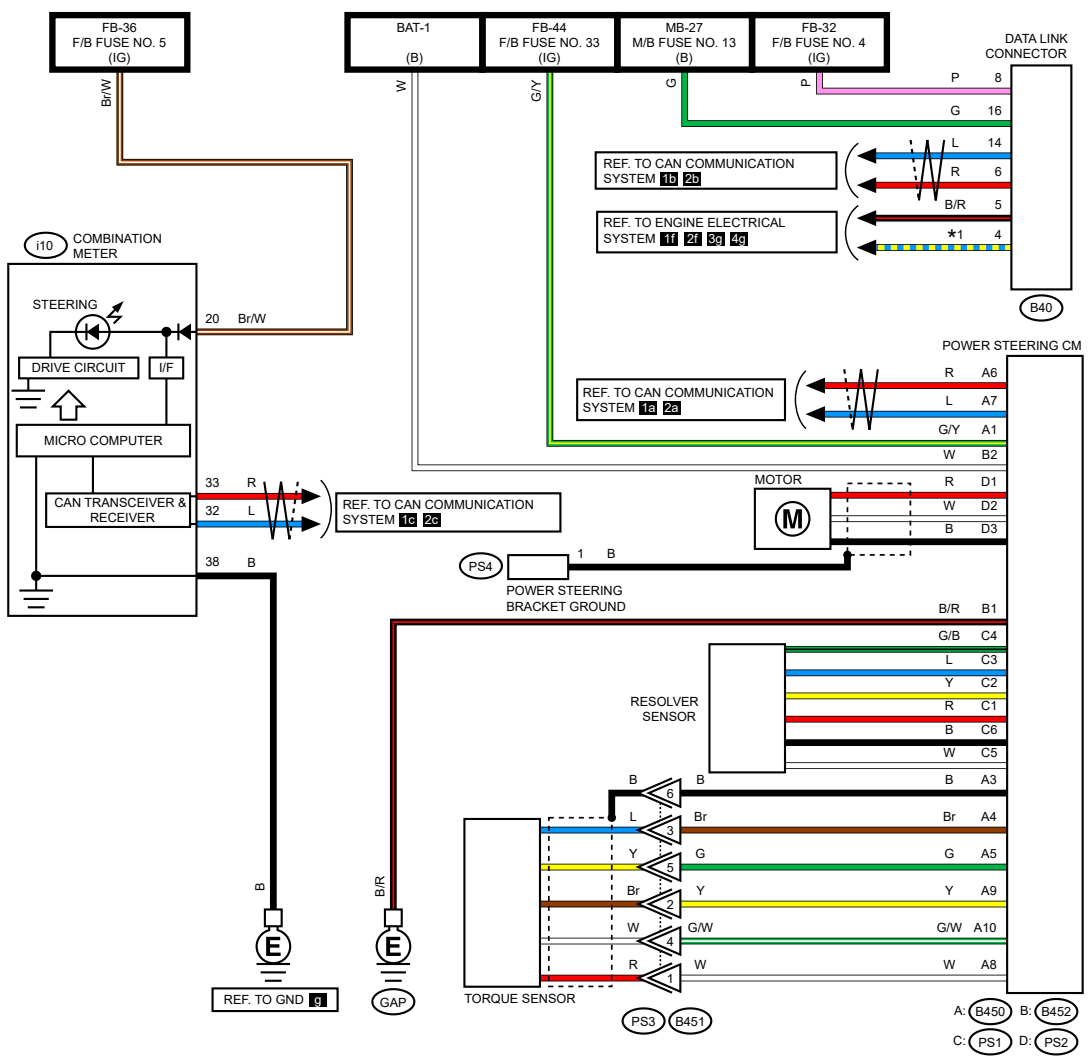 FB-36
F/B FUSE NO. 5
(IG)
BAT-1
(B)
FB-44
F/B FUSE NO. 33
(IG)
MB-27
M/B FUSE NO. 13
(B)
FB-32
F/B FUSE NO. 4
(IG)
DATA LINK
CONNECTOR
Br/W
W
G/Y
G
P
P 8
G 16
L 14
R 6
B/R 5
*1 4
B40
REF. TO CAN COMMUNICATION
SYSTEM 1b 2b
REF. TO ENGINE ELECTRICAL
SYSTEM 1f 2f 3g 4g
i10
COMBINATION
METER
STEERING
20 Br/W
DRIVE CIRCUIT
I/F
MICRO COMPUTER
CAN TRANSCEIVER &
RECEIVER
33 R
32 L
38 B
REF. TO CAN COMMUNICATION
SYSTEM 1c 2c
POWER STEERING CM
REF. TO CAN COMMUNICATION
SYSTEM 1a 2a
R A6
L A7
G/Y A1
W B2
MOTOR
M
R D1
W D2
B D3
PS4
1 B
POWER STEERING
BRACKET GROUND
B/R B1
G/B C4
L C3
Y C2
R C1
B C6
W C5
RESOLVER
SENSOR
B 6 B B A3
L 3 Br Br A4
Y 5 G G A5
Br 2 Y Y A9
W 4 G/W G/W A10
R 1 W W A8
TORQUE SENSOR
PS3 B451
B
E
REF. TO GND g
B/R
E
GAP
A: B450 B: B452
C: PS1 D: PS2